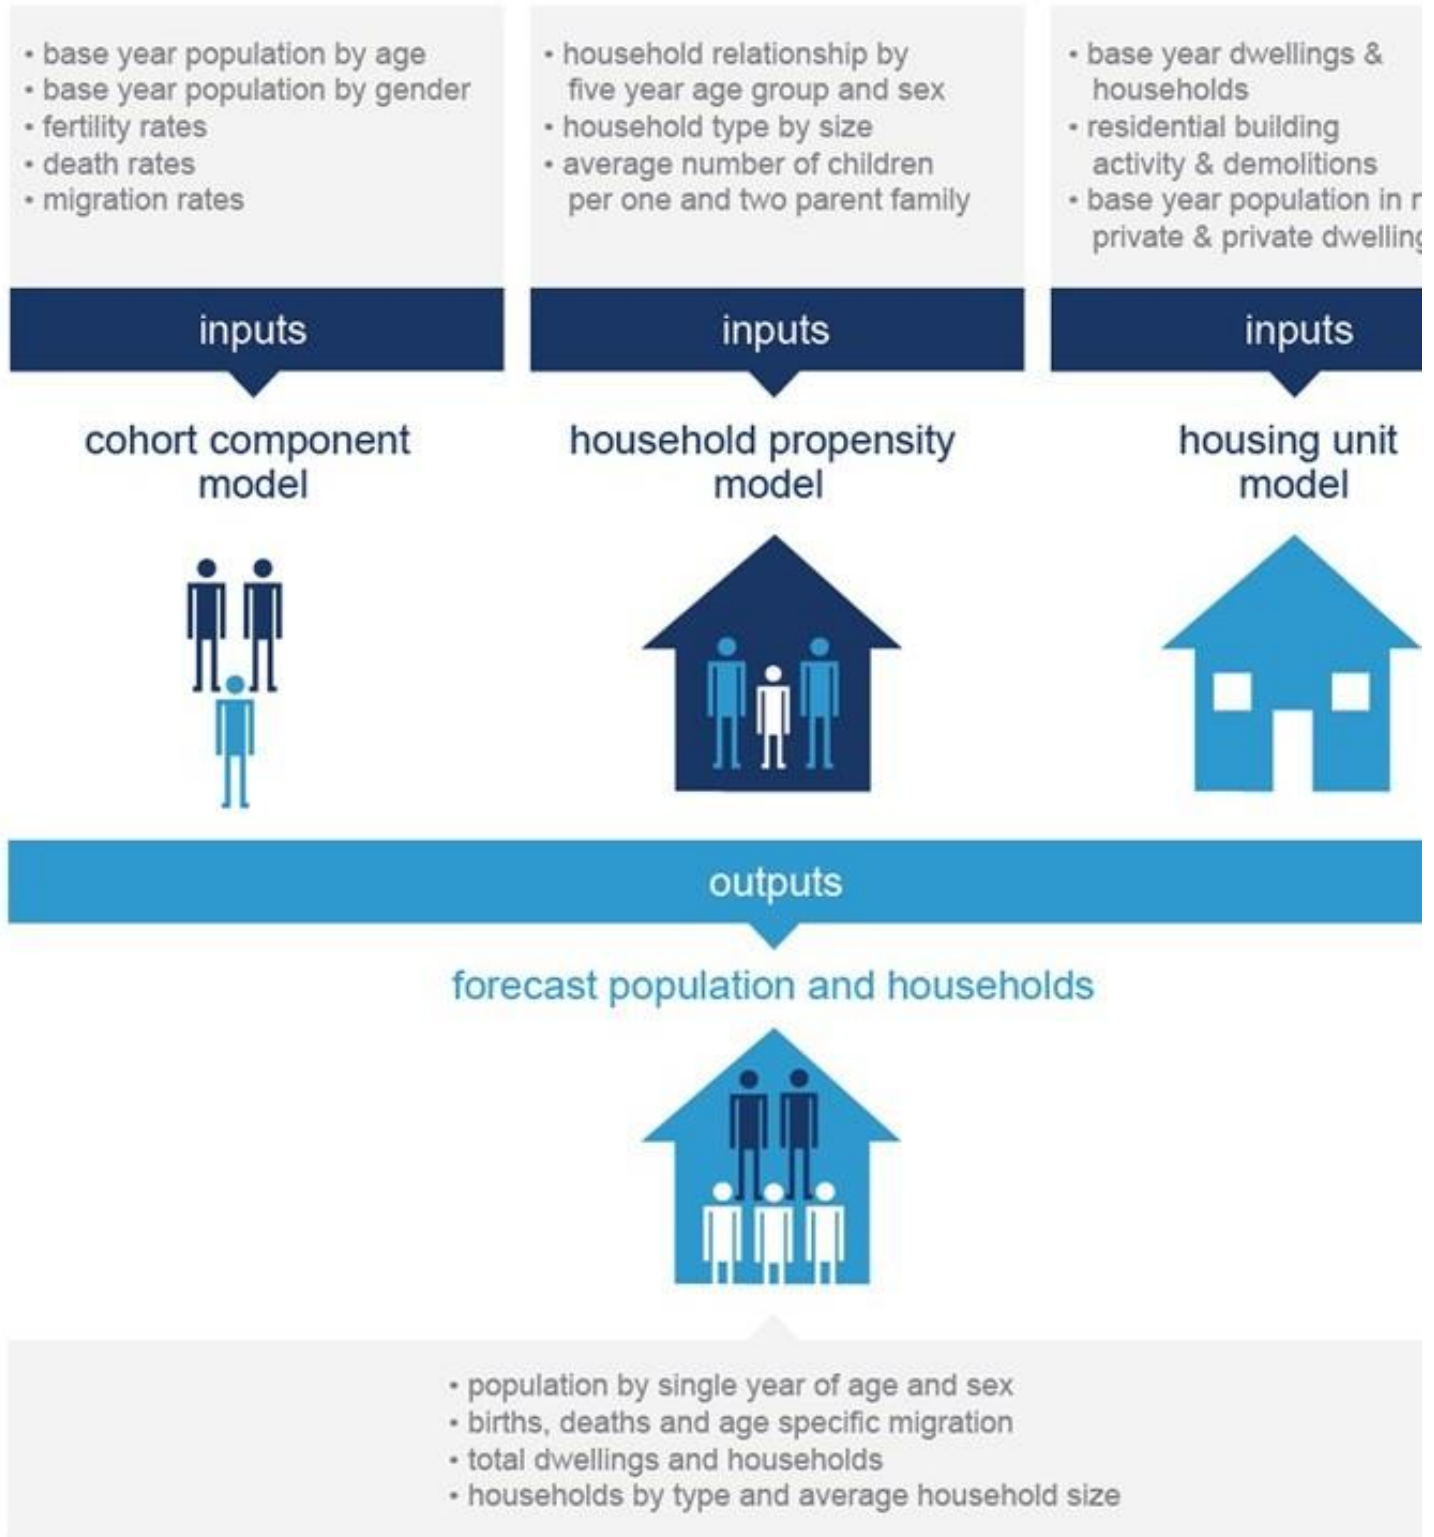 • base year population by age
• base year population by gender
• fertility rates
• death rates
• migration rates
inputs
cohort component
model
• household relationship by
five year age group and sex
• household type by size
• average number of children
per one and two parent family
inputs
household propensity
model
• base year dwellings &
households
• residential building
activity & demolitions
• base year population in
private & private
inputs
housing unit
model
outputs
forecast population and households
• population by single year of age and sex
• births, deaths and age specific migration
• total dwellings and households
• households by type and average household size